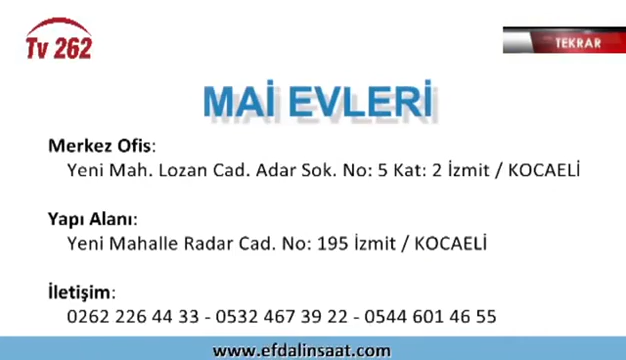 Tv 262
TEKRAR
MAİ EVLERİ
Merkez Ofis:
Yeni Mah. Lozan Cad. Adar Sok. No: 5 Kat: 2 İzmit / KOCAELİ
Yapı Alanı:
Yeni Mahalle Radar Cad. No: 195 İzmit / KOCAELİ
İletişim:
0262 226 44 33 - 0532 467 39 22 - 0544 601 46 55
www.efdalinsaat.com